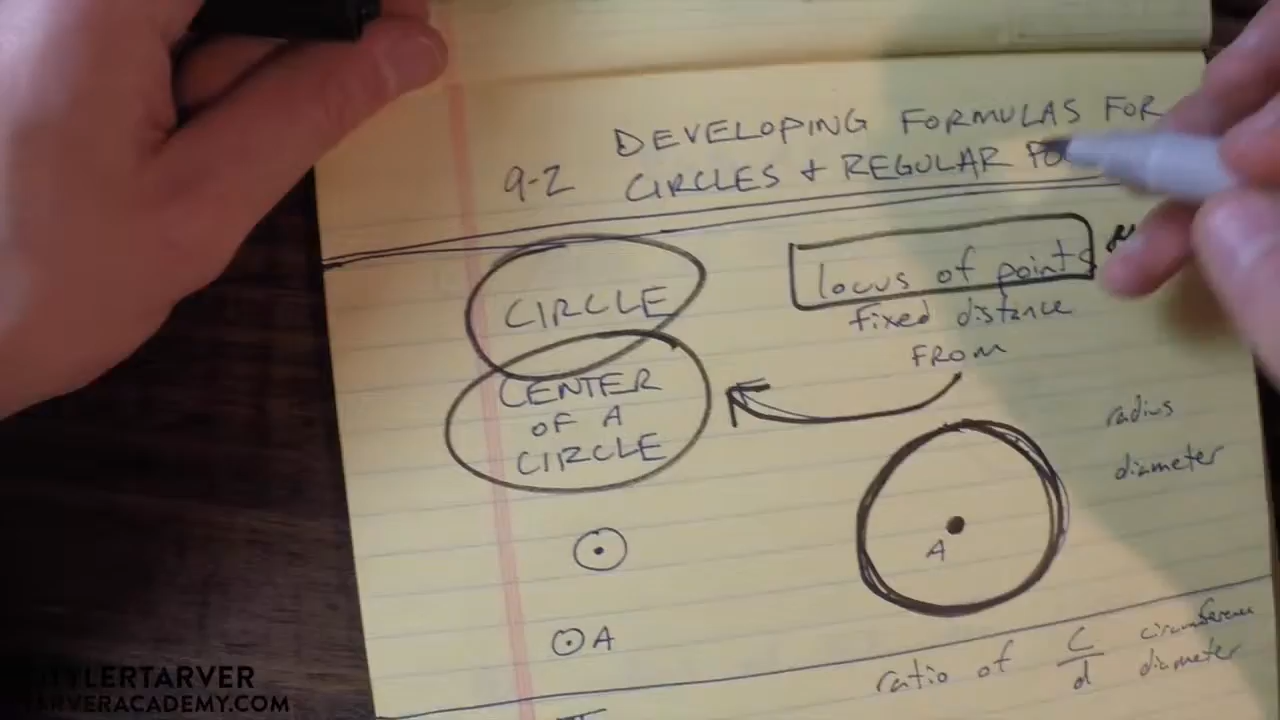 DEVELOPING FORMULAS FOR
9-2 CIRCLES & REGULAR
CIRCLE
locus of points
fixed distance
FROM
CENTER
OF A
CIRCLE
radius
diameter
A
⊙A
ratio of C/d circumference
diameter
TYLERTARVER
TARVERACADEMY.COM